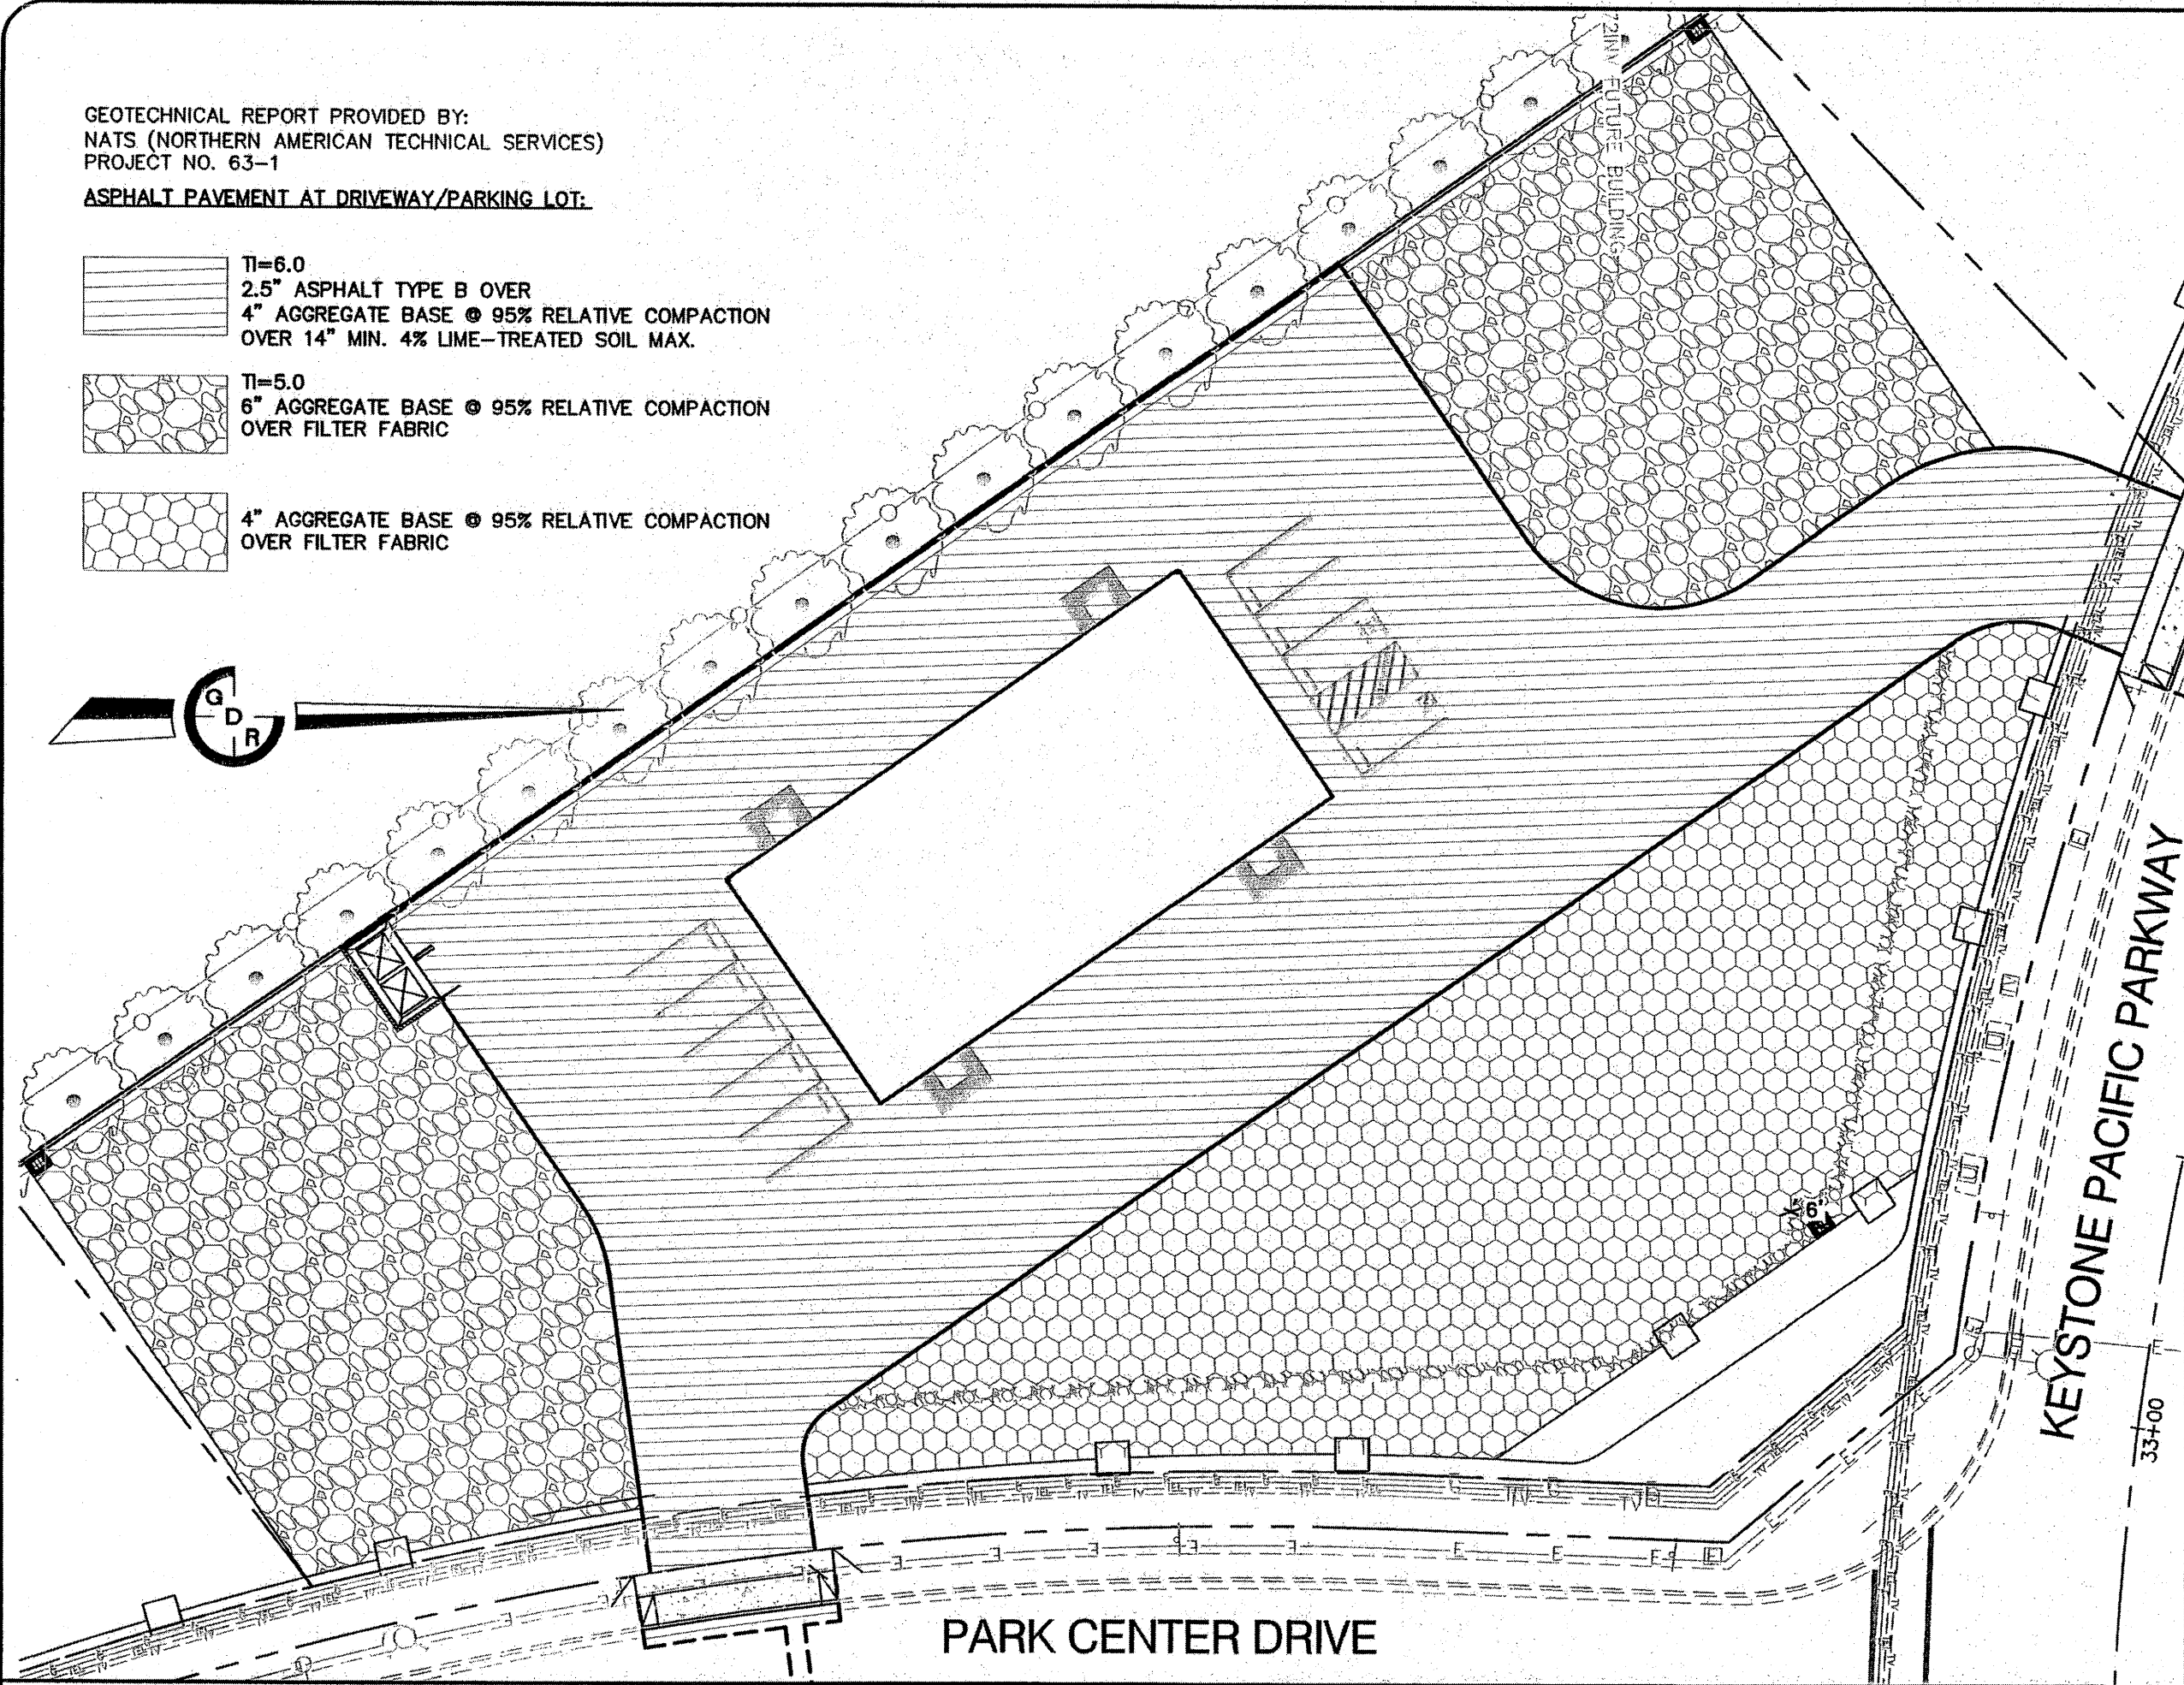 GEOTECHNICAL REPORT PROVIDED BY:
NATS (NORTHERN AMERICAN TECHNICAL SERVICES)
PROJECT NO. 63-1
ASPHALT PAVEMENT AT DRIVEWAY/PARKING LOT:
TI=6.0
2.5" ASPHALT TYPE B OVER
4" AGGREGATE BASE @ 95% RELATIVE COMPACTION
OVER 14" MIN. 4% LIME-TREATED SOIL MAX.
TI=5.0
6" AGGREGATE BASE @ 95% RELATIVE COMPACTION
OVER FILTER FABRIC
4" AGGREGATE BASE @ 95% RELATIVE COMPACTION
OVER FILTER FABRIC
G
D
R
FUTURE BUILDING
6"
KEYSTONE PACIFIC PARKWAY
33+00
PARK CENTER DRIVE